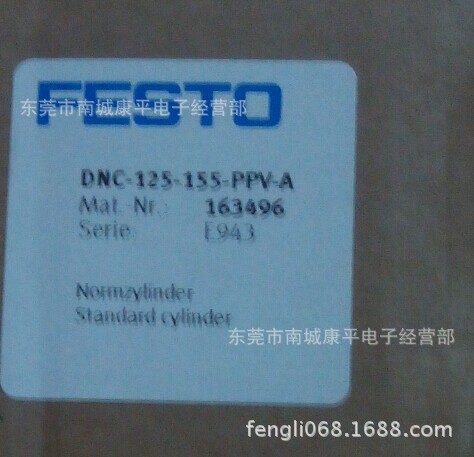 FESTO
东莞市南城康平电子经营部
DNC-125-155-PPV-A
Mat. Nr.: 163496
Serie: E943
Normzylinder
Standard cylinder
东莞市南城康平电子经营部
fengli068.1688.com